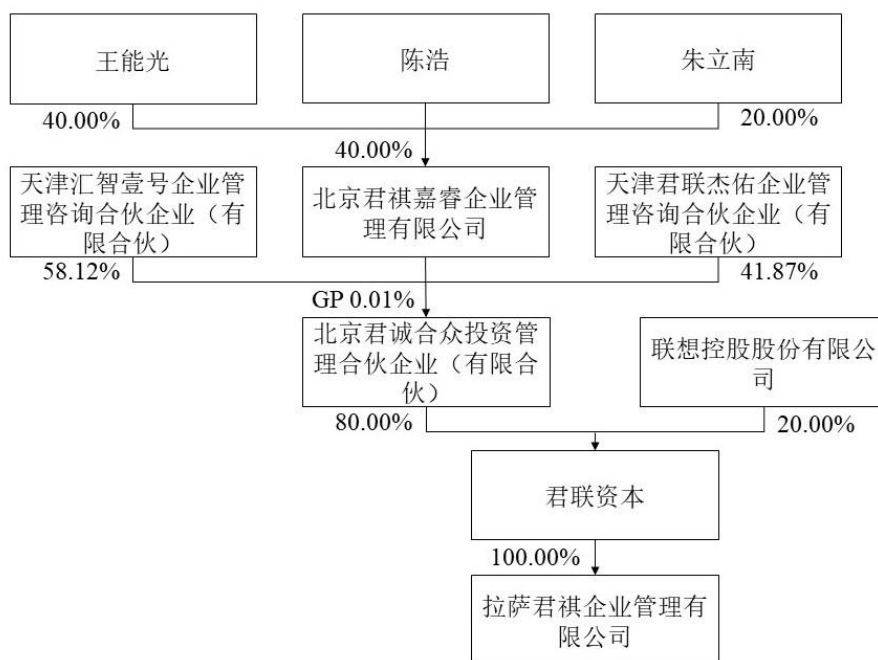 王能光
陈浩
朱立南
40.00%
20.00%
40.00%
天津汇智壹号企业管
理咨询合伙企业（有
限合伙）
北京君祺嘉睿企业管
理有限公司
天津君联杰佑企业管
理咨询合伙企业（有
限合伙）
58.12%
41.87%
GP 0.01%
北京君诚合众投资管
理合伙企业（有限合
伙）
联想控股股份有限公
司
80.00%
20.00%
君联资本
100.00%
拉萨君祺企业管理有
限公司